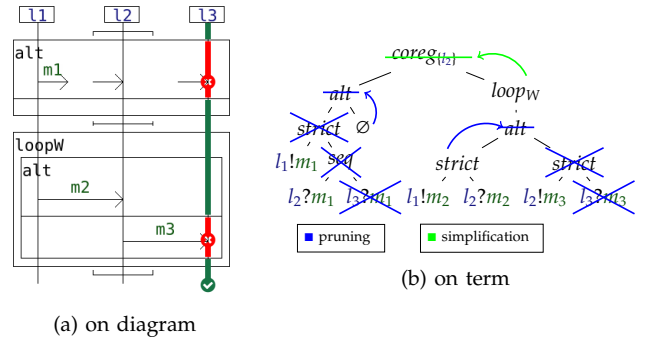 l1 l2 l3
alt
m1
loopW
alt
m2
m3
(a) on diagram
coreg{l2}
alt loopW
strict ∅ alt
l1!m1 seq strict strict
l2?m1 l3?m1 l1!m2 l2?m2 l2!m3 l3?m3
pruning simplification
(b) on term